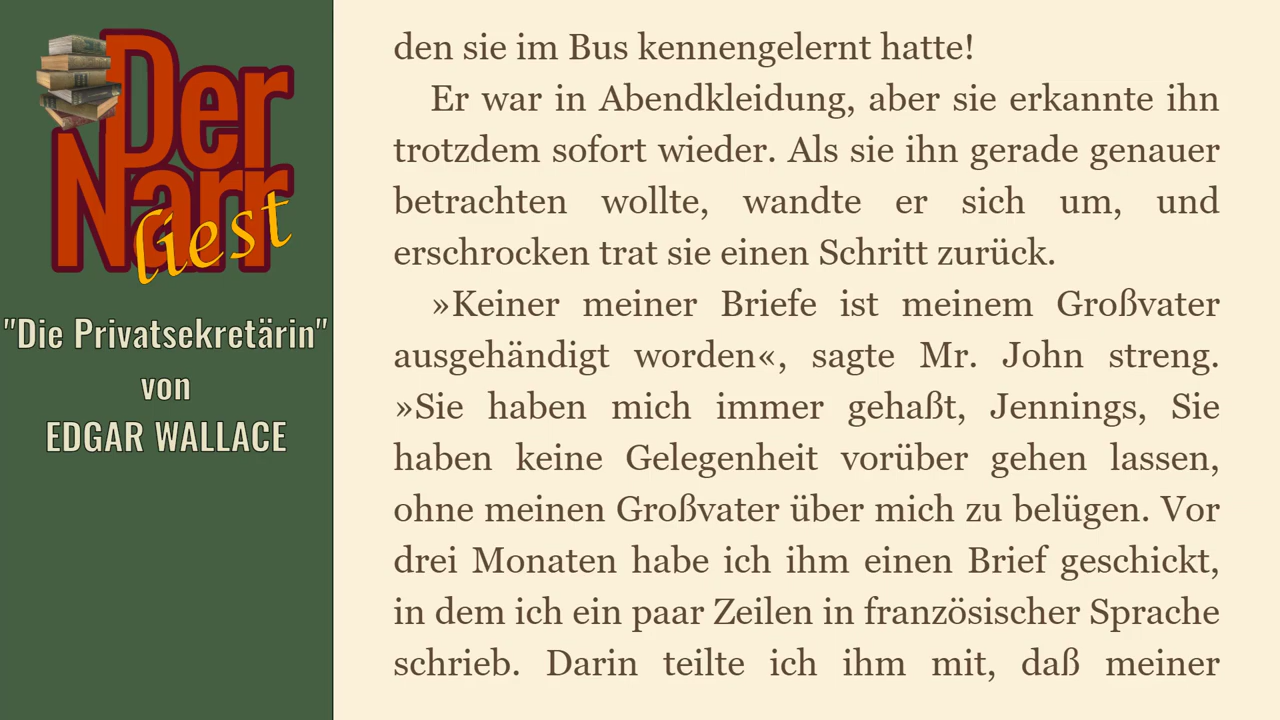 Der
Narr
liest
"Die Privatsekretärin"
von
EDGAR WALLACE
den sie im Bus kennengelernt hatte!
Er war in Abendkleidung, aber sie erkannte ihn
trotzdem sofort wieder. Als sie ihn gerade genauer
betrachten wollte, wandte er sich um, und
erschrocken trat sie einen Schritt zurück.
»Keiner meiner Briefe ist meinem Großvater
ausgehändigt worden«, sagte Mr. John streng.
»Sie haben mich immer gehaßt, Jennings, Sie
haben keine Gelegenheit vorüber gehen lassen,
ohne meinen Großvater über mich zu belügen. Vor
drei Monaten habe ich ihm einen Brief geschickt,
in dem ich ein paar Zeilen in französischer Sprache
schrieb. Darin teilte ich ihm mit, daß meiner